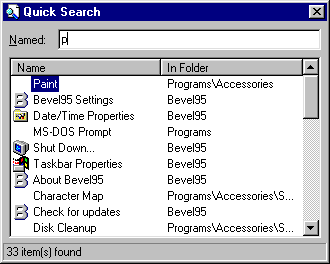 Quick Search
Named: p
Name In Folder
Paint Programs\Accessories
Bevel95 Settings Bevel95
Date/Time Properties Bevel95
MS-DOS Prompt Programs
Shut Down... Bevel95
Taskbar Properties Bevel95
About Bevel95 Bevel95
Character Map Programs\Accessories\S...
Check for updates Bevel95
Disk Cleanup Programs\Accessories\S...
33 item(s) found